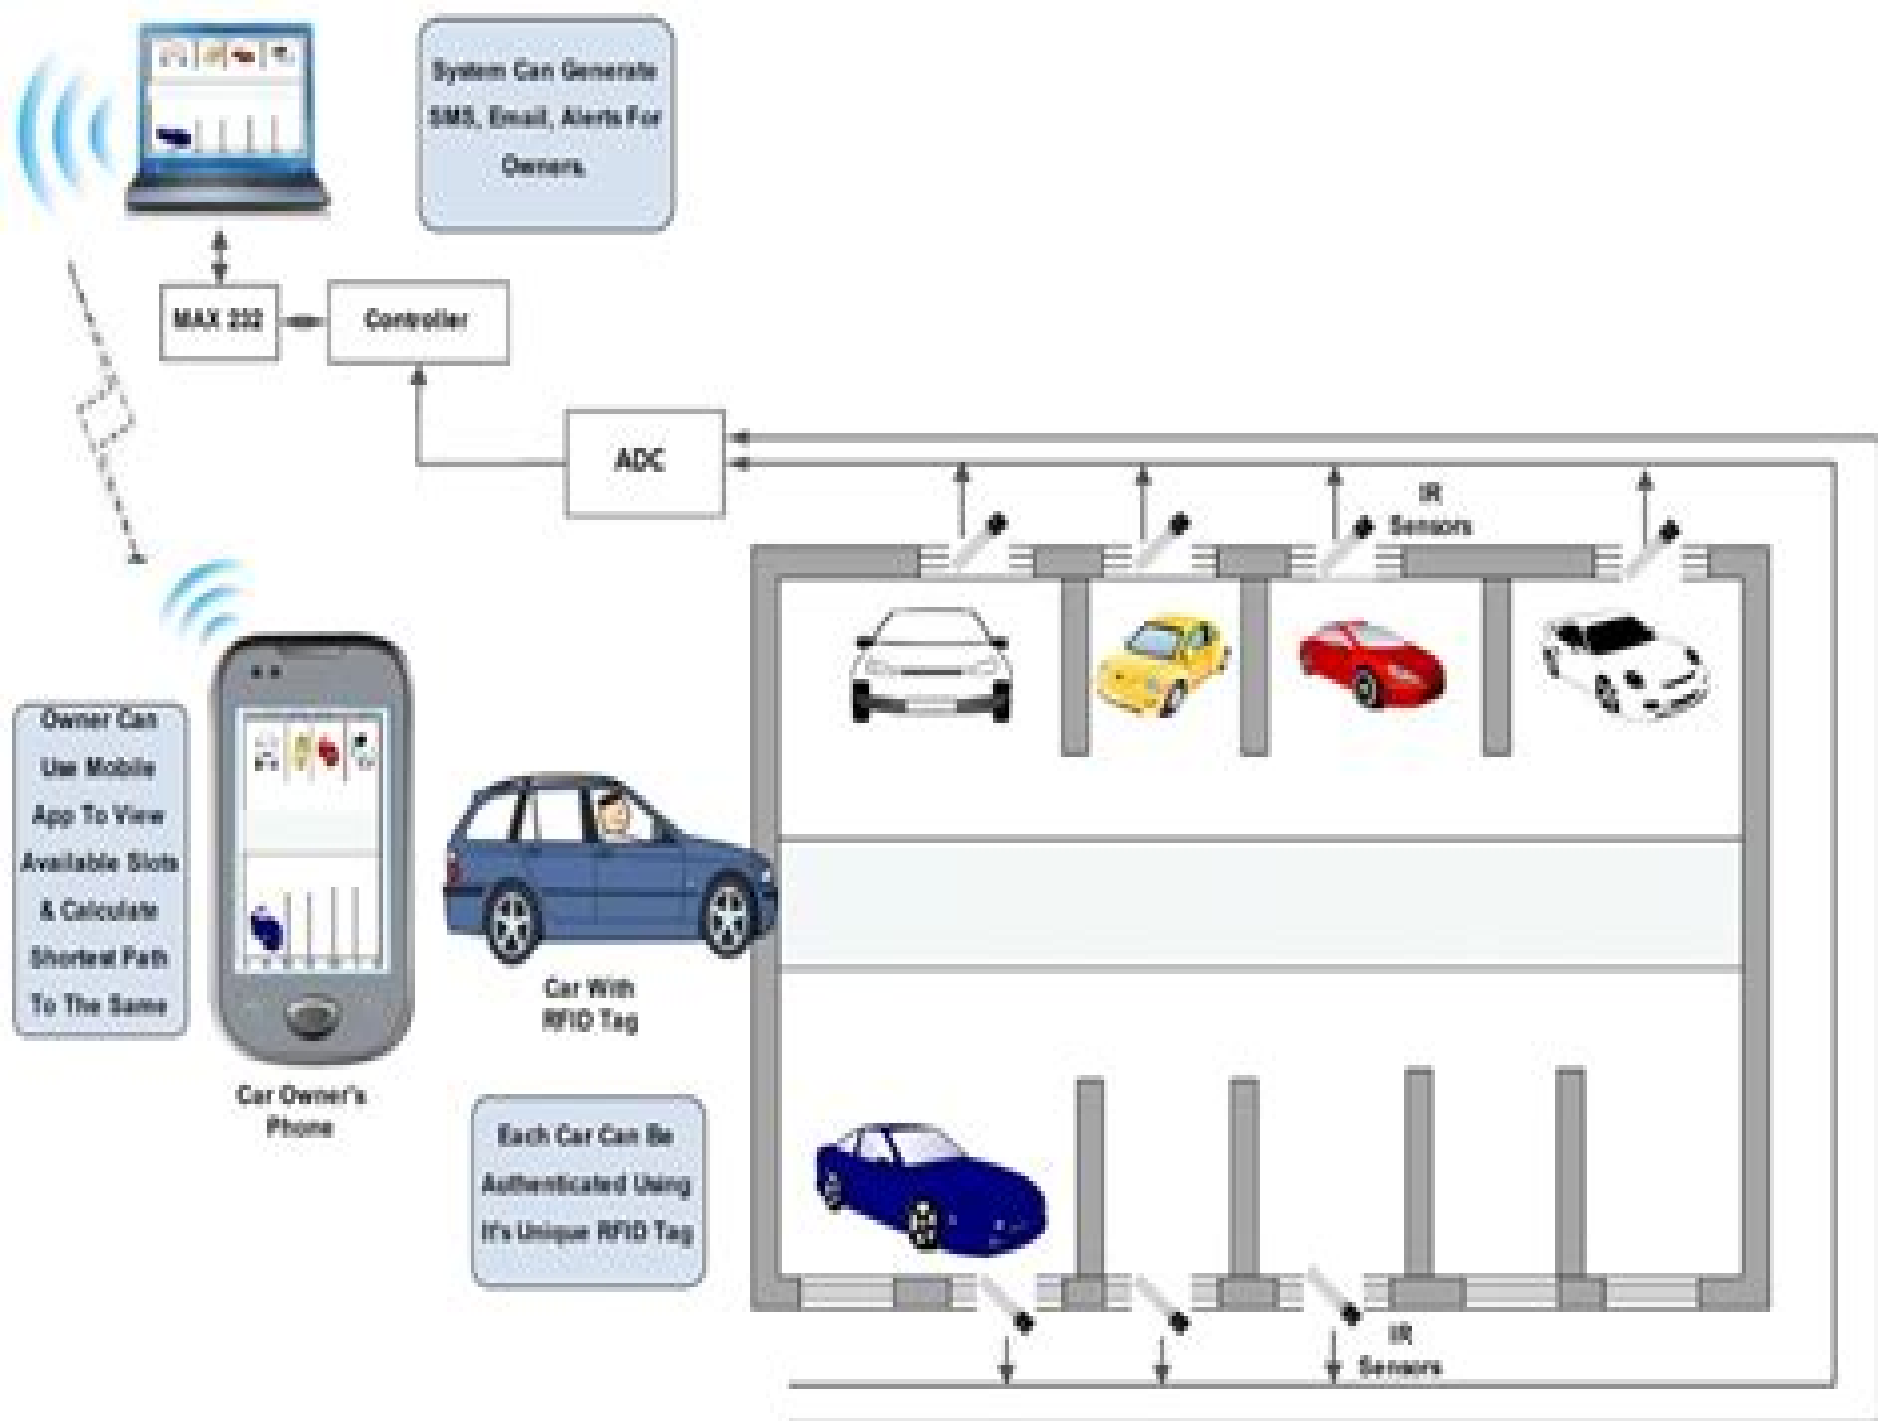 System Can Generate
SMS, Email, Alerts For
Owners.
MAX 232
Controller
ADC
IR
Sensors
Owner Can
Use Mobile
App To View
Available Slots
& Calculate
Shortest Path
To The Same
Car With
RFID Tag
Car Owner's
Phone
Each Car Can Be
Authenticated Using
It's Unique RFID Tag
IR
Sensors